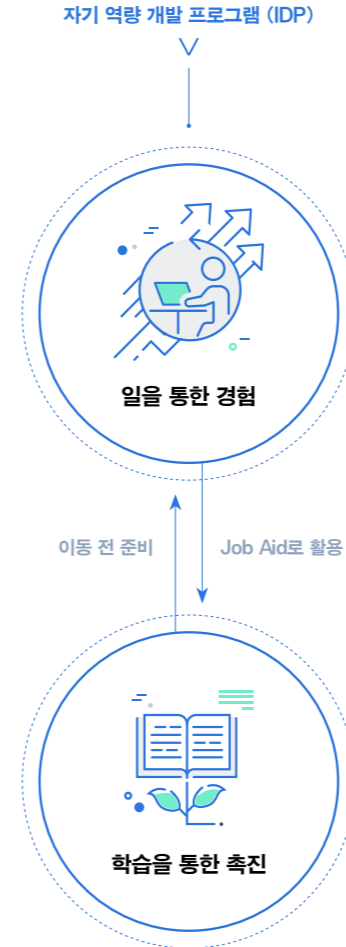 자기 역량 개발 프로그램 (IDP)
일을 통한 경험
이동 전 준비
Job Aid로 활용
학습을 통한 촉진